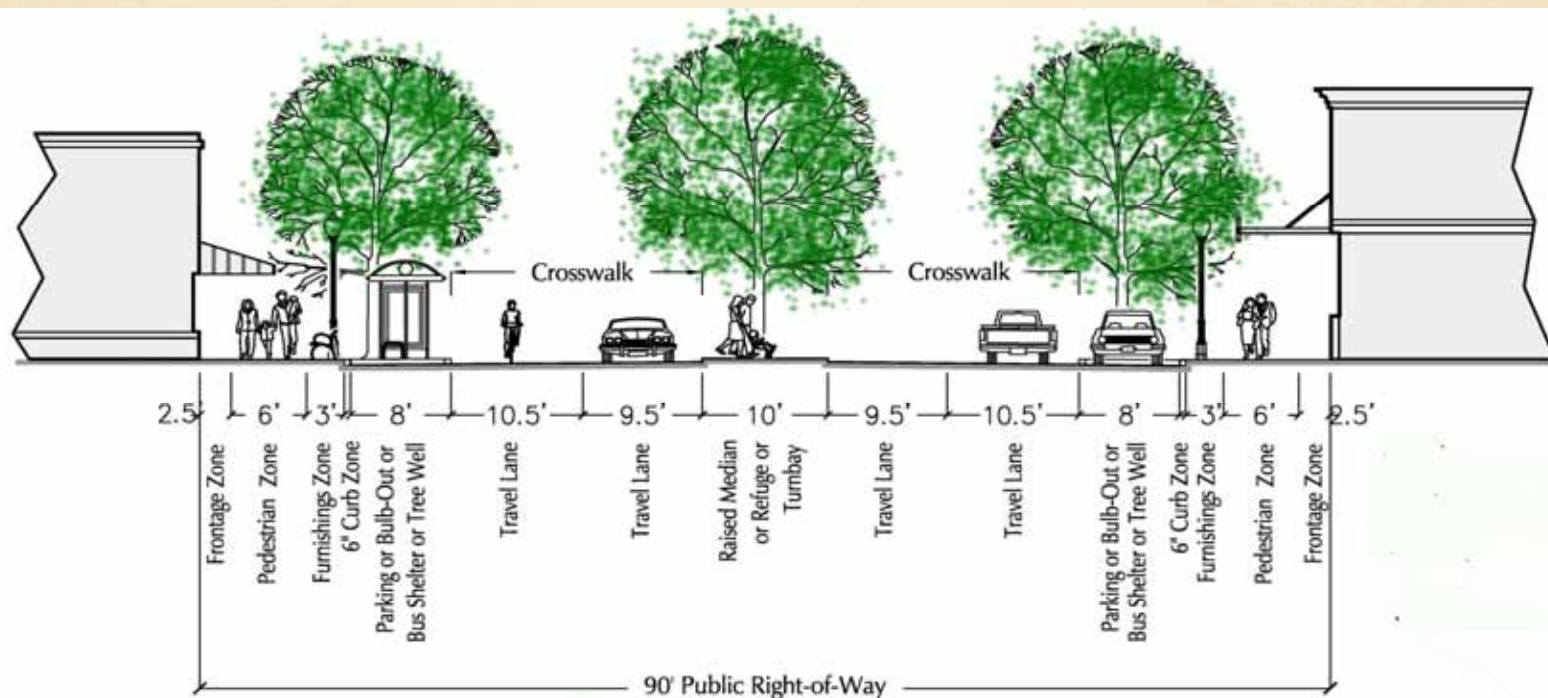 Crosswalk
Crosswalk
2.5'
6'
3'
8'
10.5'
9.5'
10'
9.5'
10.5'
8'
3'
6'
2.5'
Frontage Zone
Pedestrian Zone
Furnishings Zone
6" Curb Zone
Parking or Bulb-Out or
Bus Shelter or Tree Well
Travel Lane
Travel Lane
Raised Median
or Refuge or
Turnbay
Travel Lane
Travel Lane
Parking or Bulb-Out or
Bus Shelter or Tree Well
6" Curb Zone
Furnishings Zone
Pedestrian Zone
Frontage Zone
90' Public Right-of-Way